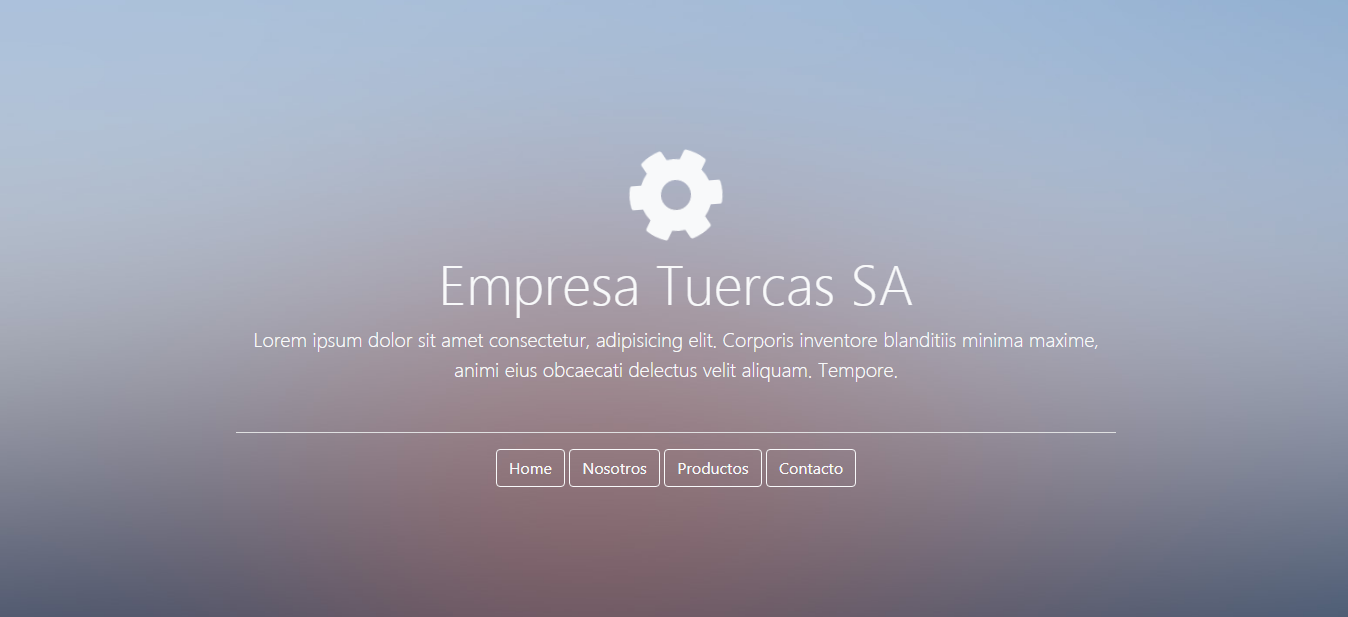 Empresa Tuercas SA
Lorem ipsum dolor sit amet consectetur, adipisicing elit. Corporis inventore blanditiis minima maxime,
animi eius obcaecati delectus velit aliquam. Tempore.
Home Nosotros Productos Contacto